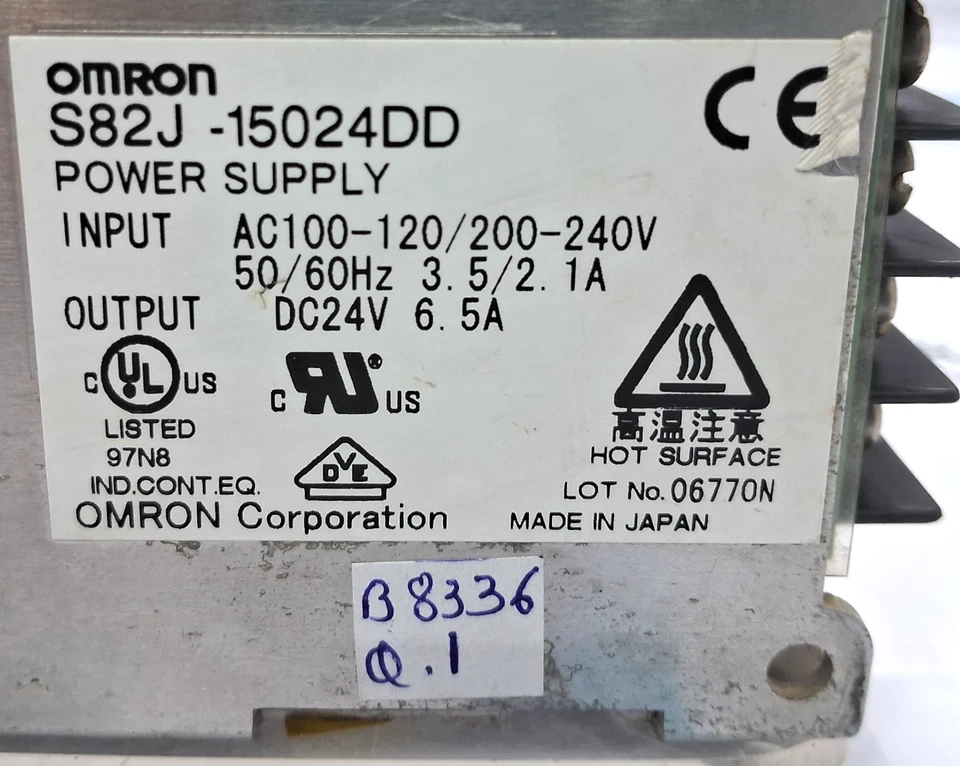 OMRON
CE
S82J -15024DD
POWER SUPPLY
INPUT AC100-120/200-240V
50/60Hz 3.5/2.1A
OUTPUT DC24V 6.5A
C UL US
LISTED
97N8
IND.CONT.EQ.
C RU ® US
DVE
高温注意
HOT SURFACE
LOT No. 06770N
OMRON Corporation
MADE IN JAPAN
B8336
Q.1